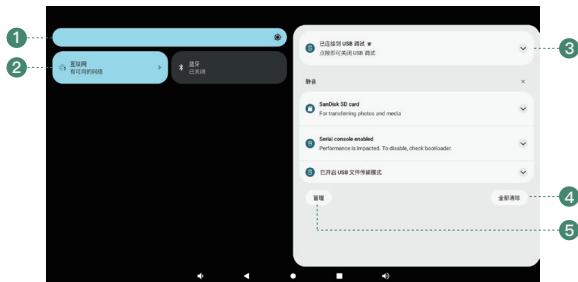 1
2
互联网
有可用的网络
蓝牙
已关闭
已连接到 USB 调试
点按即可关闭 USB 调试
3
静音
SanDisk SD card
For transferring photos and media
Serial console enabled
Performance is impacted. To disable, check bootloader.
已开启 USB 文件传输模式
管理
全部清除
4
5